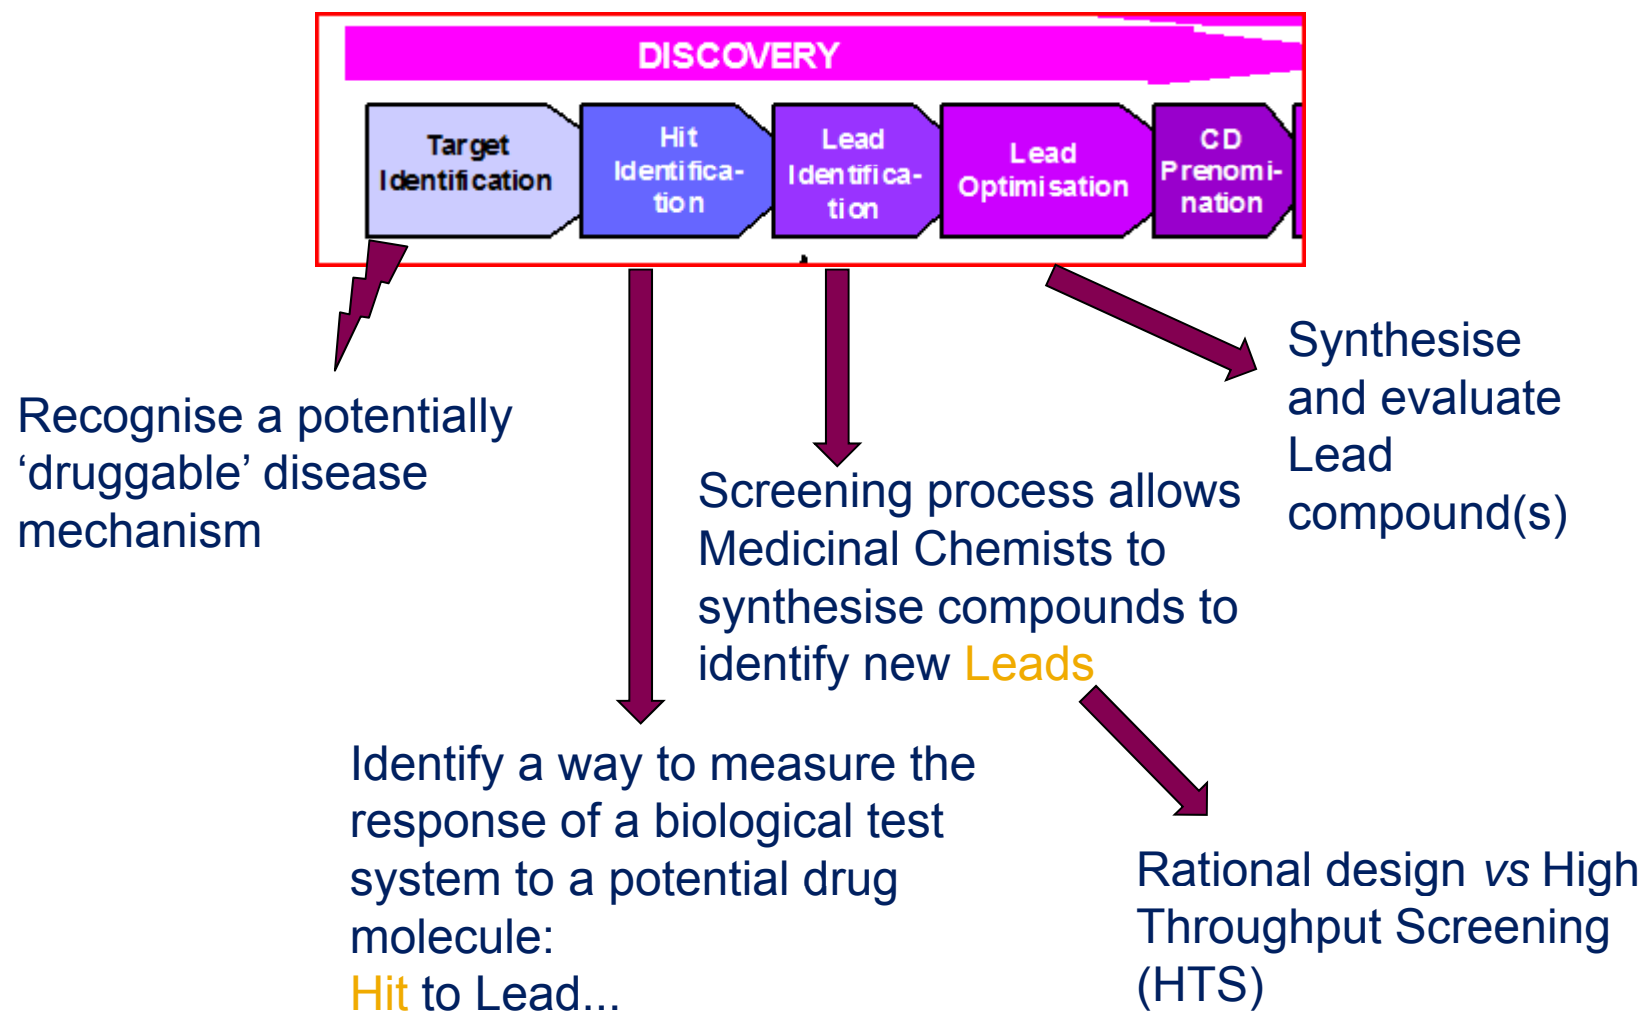 DISCOVERY
Target
Identification
Hit
Identifica-
tion
Lead
Identifica-
tion
Lead
Optimisation
CD
Prenomi-
nation
Recognise a potentially
‘druggable’ disease
mechanism
Identify a way to measure the
response of a biological test
system to a potential drug
molecule:
Hit to Lead...
Screening process allows
Medicinal Chemists to
synthesise compounds to
identify new Leads
Synthesise
and evaluate
Lead
compound(s)
Rational design vs High
Throughput Screening
(HTS)